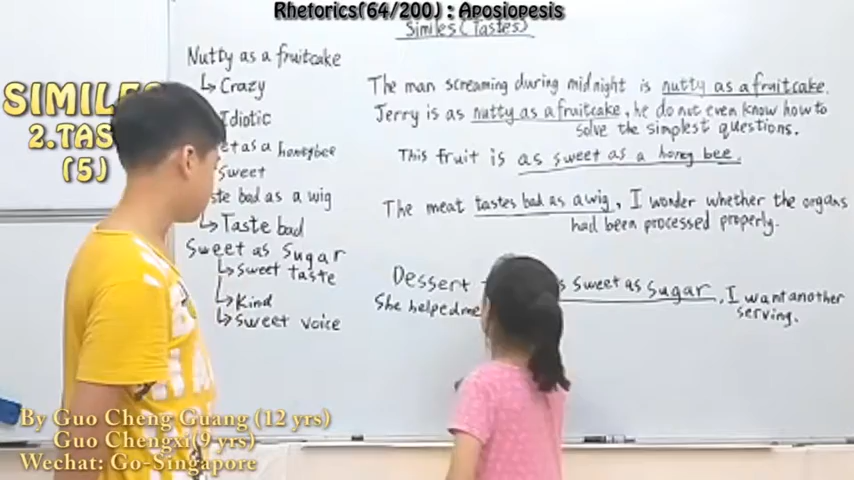 Rhetorics(64/200) : Aposiopesis
Similes (Tastes)
SIMILES
2.TAS
(5)
Nutty as a fruitcake
Crazy
Idiotic
et as a honeybee
Sweet
ste bad as a wig
Taste bad
Sweet as sugar
Sweet taste
Kind
Sweet voice
The man screaming during midnight is nutty as a fruitcake.
Jerry is as nutty as a fruitcake, he do not even know how to
solve the simplest questions.
This fruit is as sweet as a honey bee.
The meat tastes bad as a wig, I wonder whether the organs
had been processed properly.
Dessert s sweet as sugar, I want another
serving.
She helped me
By Guo Cheng Guang (12 yrs)
Guo Chengxi (9 yrs)
Wechat: Go-Singapore